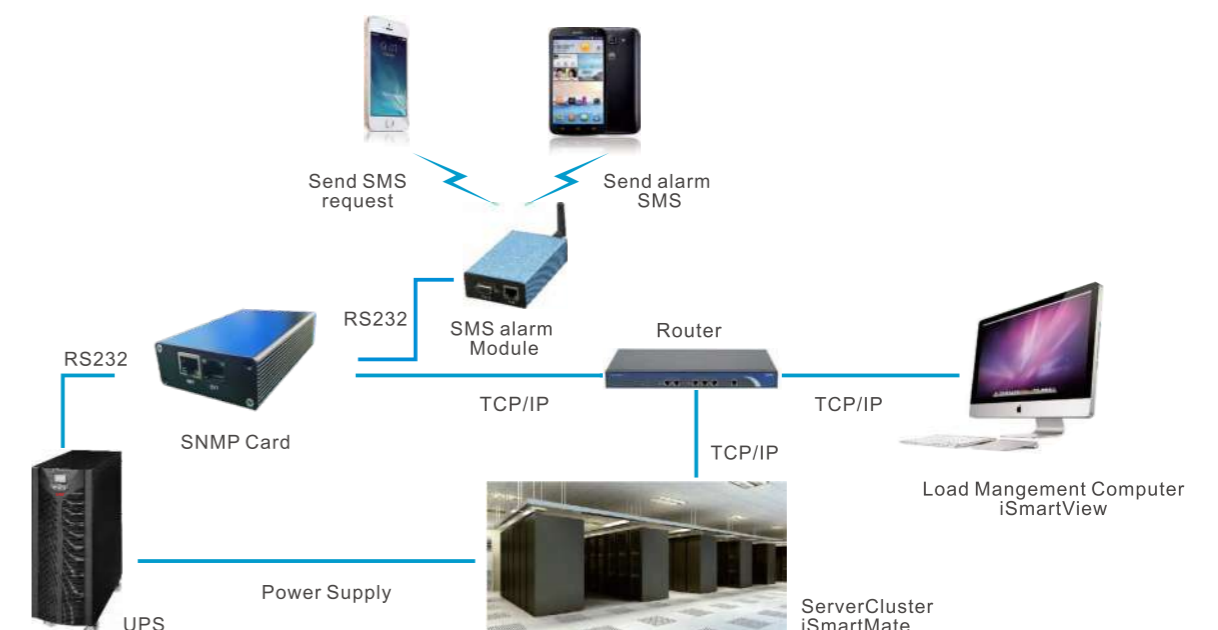 Send SMS
request
Send alarm
SMS
RS232
SMS alarm
Module
Router
RS232
TCP/IP
TCP/IP
SNMP Card
TCP/IP
Load Mangement Computer
iSmartView
Power Supply
ServerCluster
iSmartMate
UPS